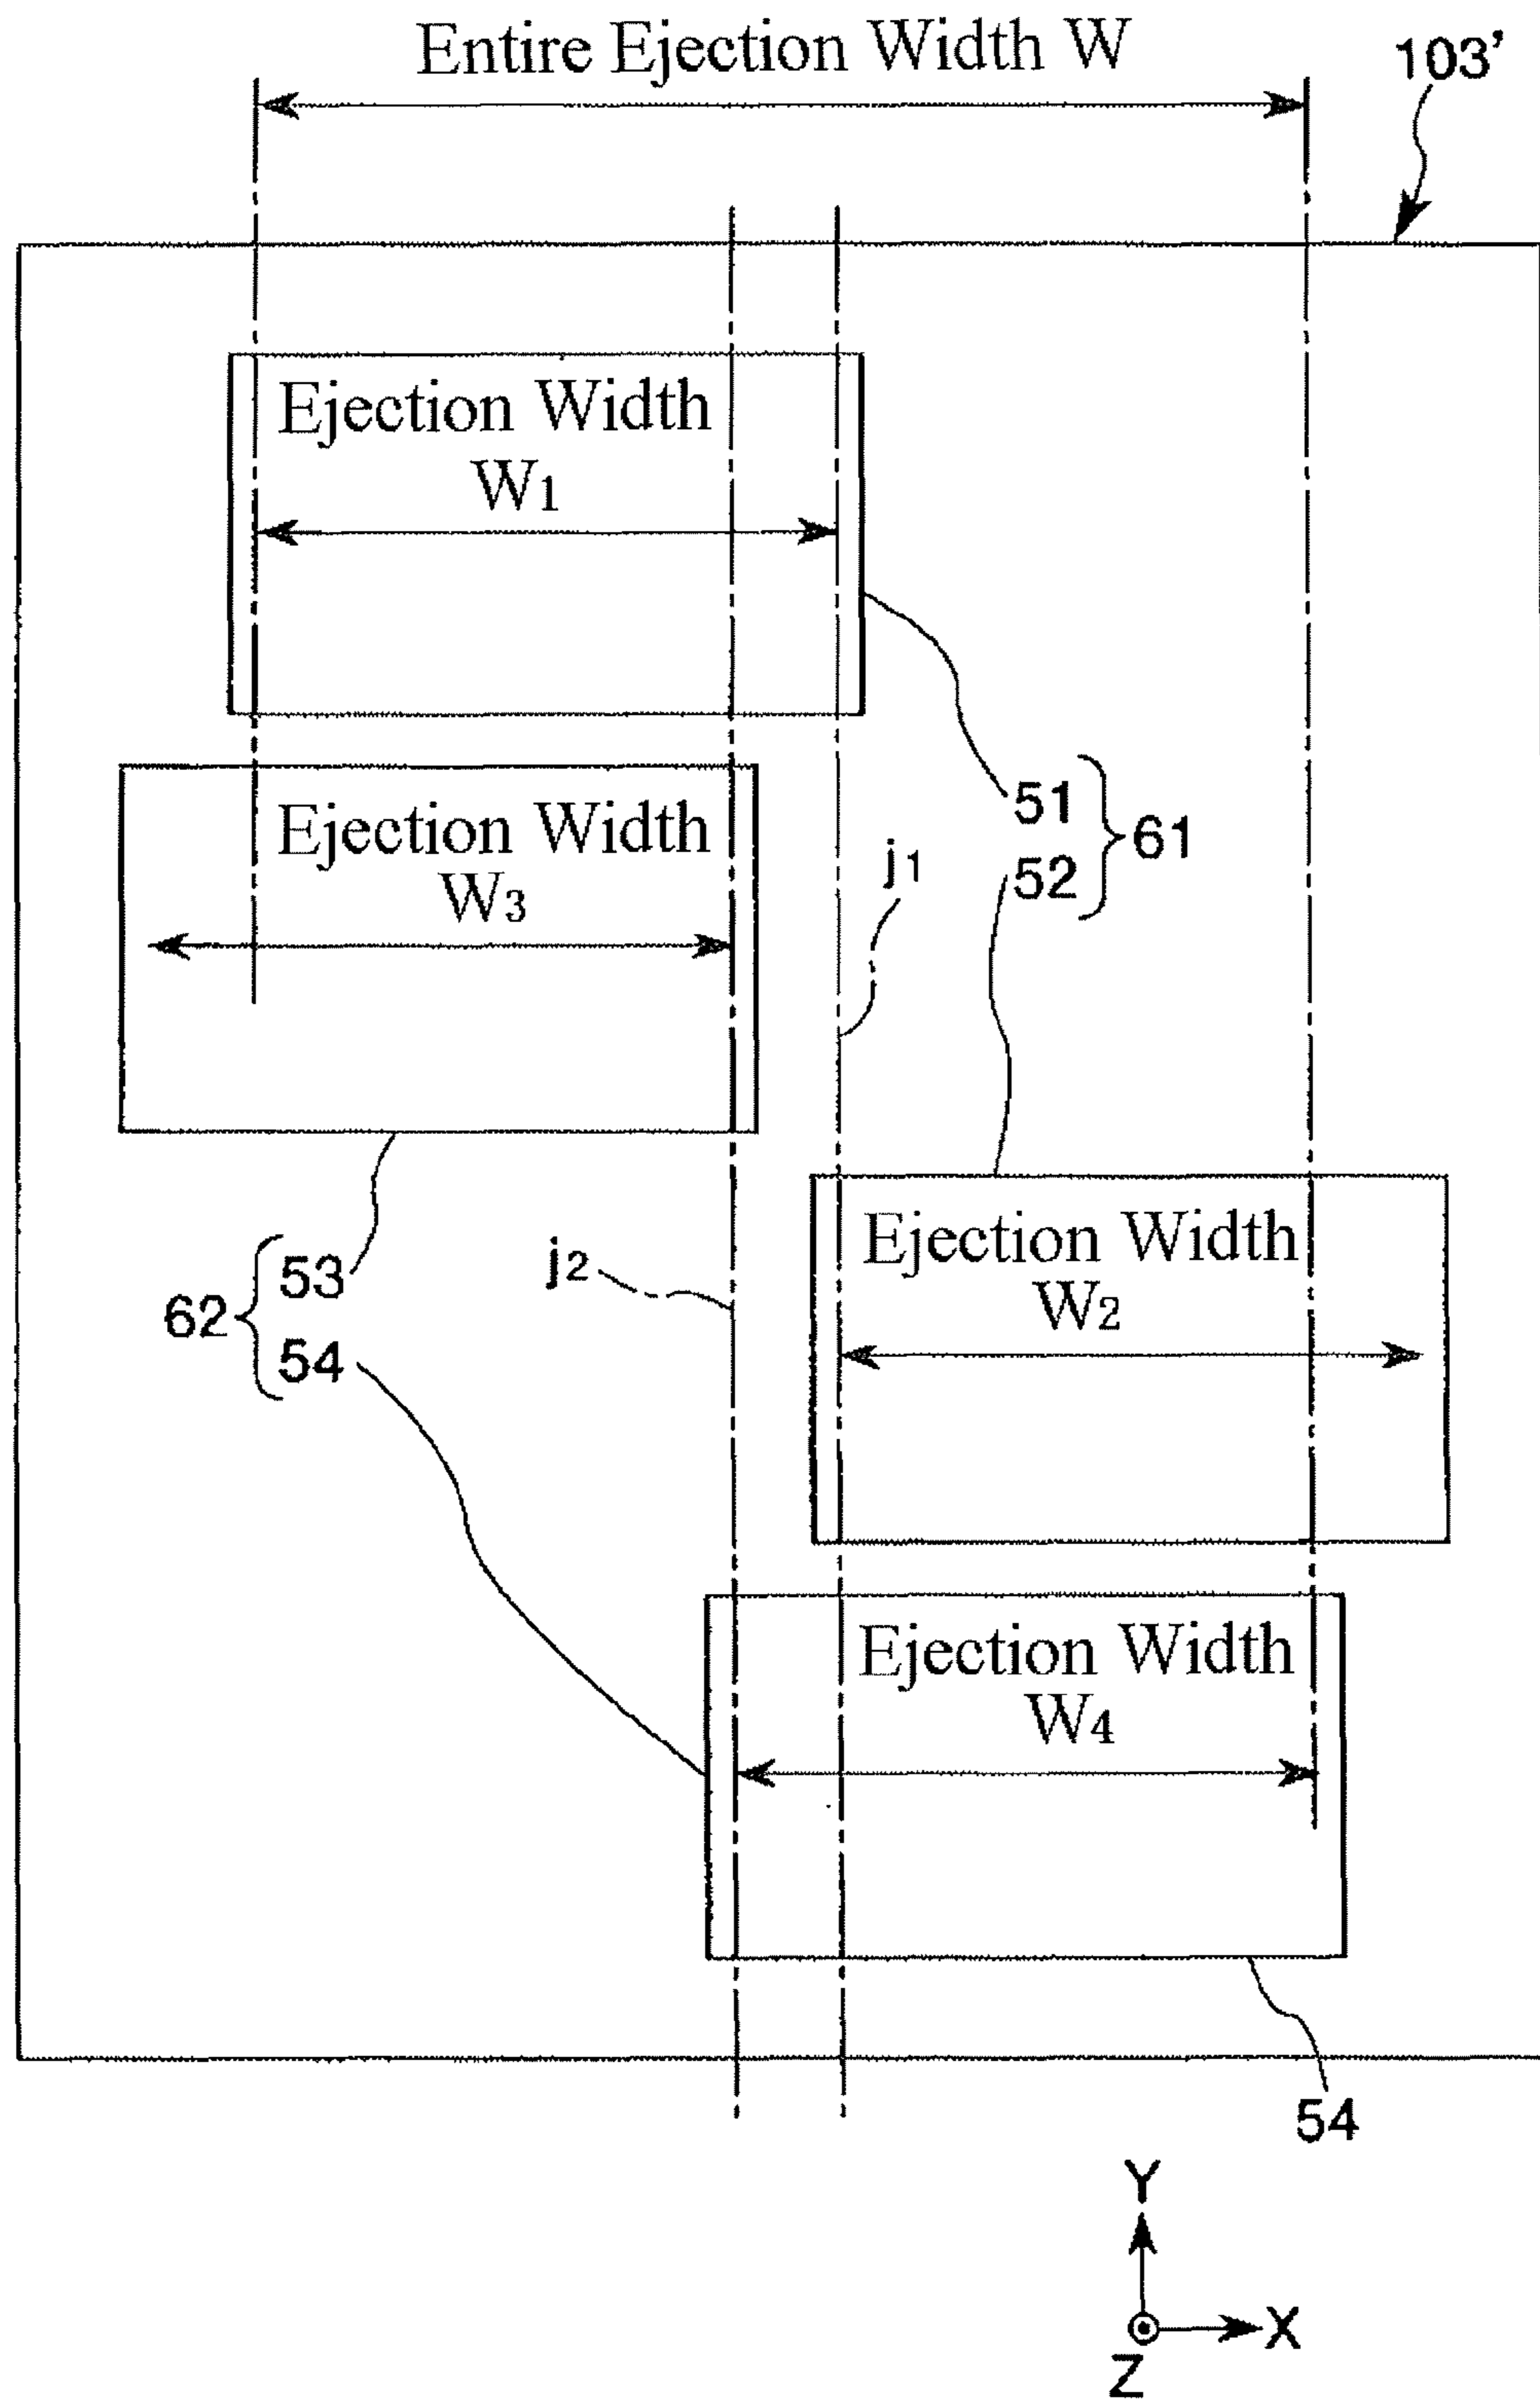 Entire Ejection Width W
103’
Ejection Width
W1
Ejection Width
W3
51
52
61
j1
Ejection Width
W2
j2
53
54
62
Ejection Width
W4
54
Y
X
Z